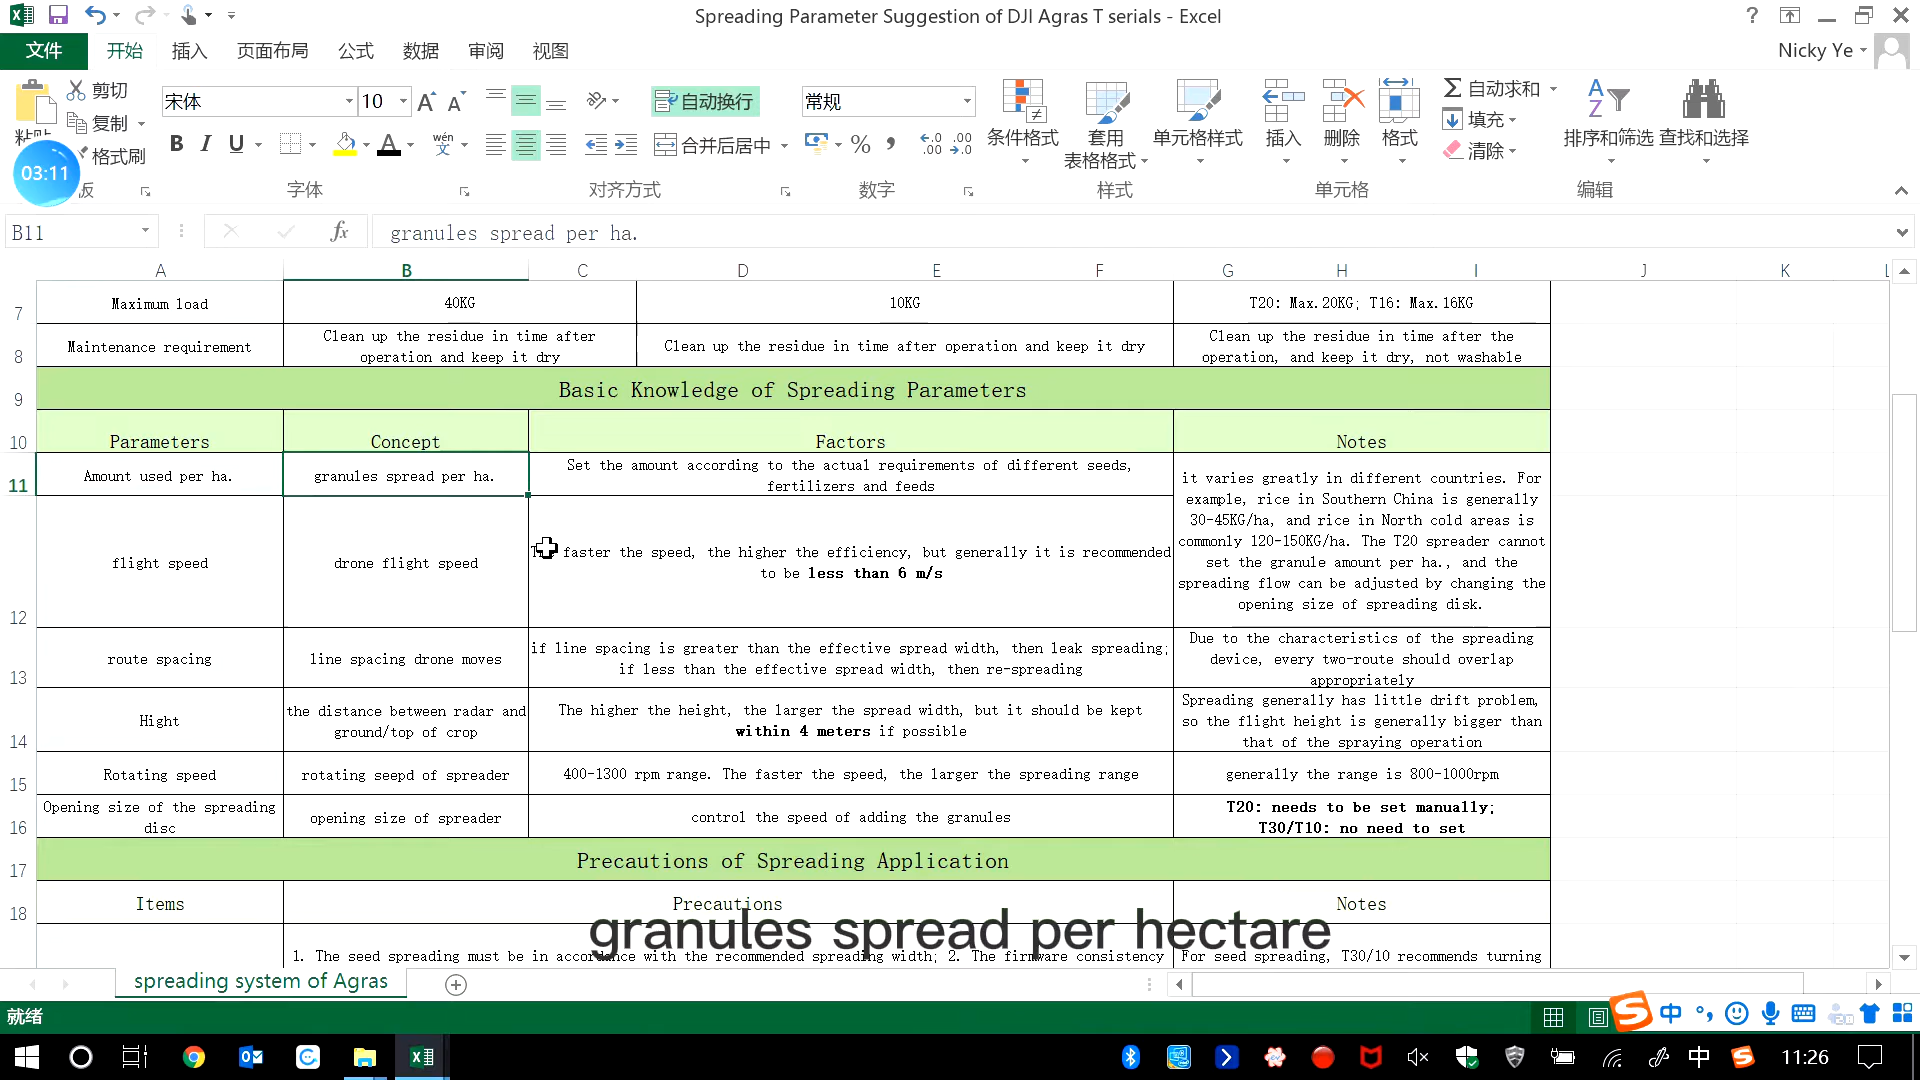 Spreading Parameter Suggestion of DJI Agras T serials - Excel
文件
开始
插入
页面布局
公式
数据
审阅
视图
Nicky Ye
剪切
复制
格式刷
宋体
10
自动换行
合并后居中
常规
条件格式
套用
表格格式
单元格样式
插入
删除
格式
自动求和
填充
清除
排序和筛选
查找和选择
03:11
板
字体
对齐方式
数字
样式
单元格
编辑
B11
granules spread per ha.
A B C D E F G H I J K L
7 Maximum load 40KG 10KG T20: Max.20KG; T16: Max.16KG
8 Maintenance requirement
Clean up the residue in time after
operation and keep it dry
Clean up the residue in time after operation and keep it dry
Clean up the residue in time after the
operation, and keep it dry, not washable
9 Basic Knowledge of Spreading Parameters
10 Parameters Concept Factors Notes
11 Amount used per ha. granules spread per ha.
Set the amount according to the actual requirements of different seeds,
fertilizers and feeds
it varies greatly in different countries. For
example, rice in Southern China is generally
30-45KG/ha, and rice in North cold areas is
commonly 120-150KG/ha. The T20 spreader cannot
set the granule amount per ha., and the
spreading flow can be adjusted by changing the
opening size of spreading disk.
12 flight speed drone flight speed
faster the speed, the higher the efficiency, but generally it is recommended
to be less than 6 m/s
13 route spacing line spacing drone moves
if line spacing is greater than the effective spread width, then leak spreading;
if less than the effective spread width, then re-spreading
Due to the characteristics of the spreading
device, every two-route should overlap
appropriately
14 Hight
the distance between radar and
ground/top of crop
The higher the height, the larger the spread width, but it should be kept
within 4 meters if possible
Spreading generally has little drift problem,
so the flight height is generally bigger than
that of the spraying operation
15 Rotating speed rotating seepd of spreader 400-1300 rpm range. The faster the speed, the larger the spreading range generally the range is 800-1000rpm
16 Opening size of the spreading
disc
opening size of spreader
control the speed of adding the granules
T20: needs to be set manually;
T30/T10: no need to set
17 Precautions of Spreading Application
18 Items Precautions Notes
granules spread per hectare
1. The seed spreading must be in accordance with the recommended spreading width; 2. The firmware consistency
For seed spreading, T30/10 recommends turning
spreading system of Agras
就绪
中
中
11:26